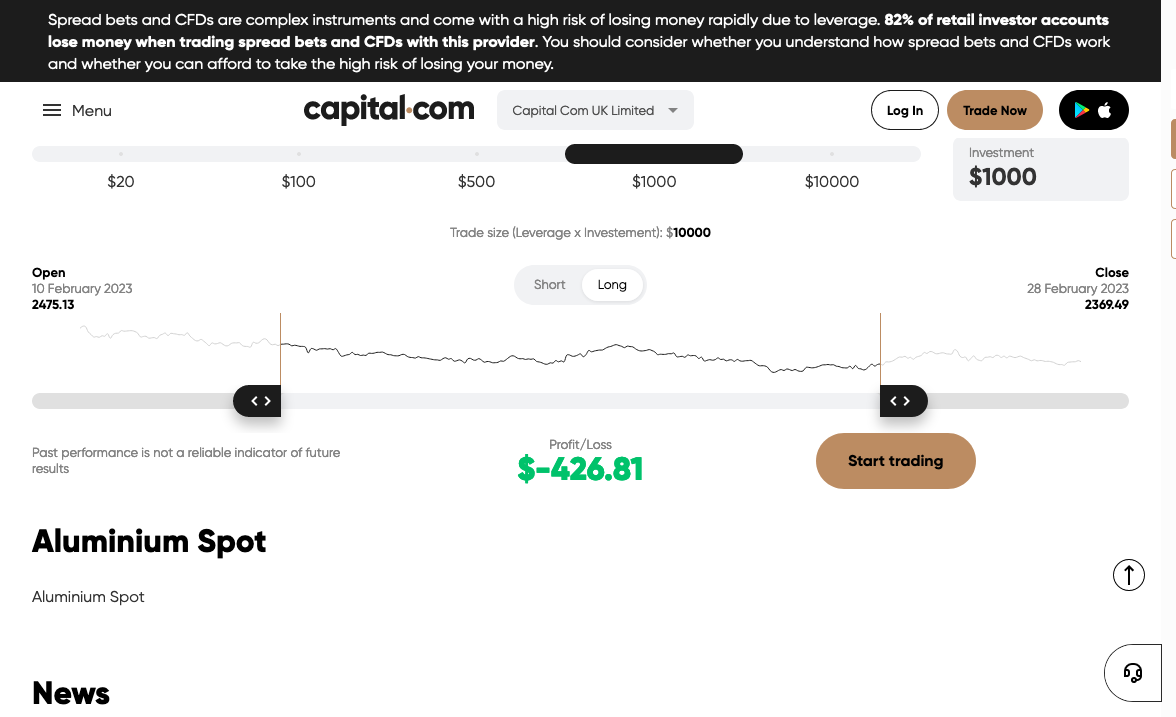 Spread bets and CFDs are complex instruments and come with a high risk of losing money rapidly due to leverage. 82% of retail investor accounts
lose money when trading spread bets and CFDs with this provider. You should consider whether you understand how spread bets and CFDs work
and whether you can afford to take the high risk of losing your money.
Menu
capital.com
Capital Com UK Limited
Log In
Trade Now
$20
$100
$500
$1000
$10000
Investment
$1000
Trade size (Leverage x Investement): $10000
Open
10 February 2023
2475.13
Short
Long
Close
28 February 2023
2369.49
Past performance is not a reliable indicator of future
results
Profit/Loss
$-426.81
Start trading
Aluminium Spot
Aluminium Spot
News